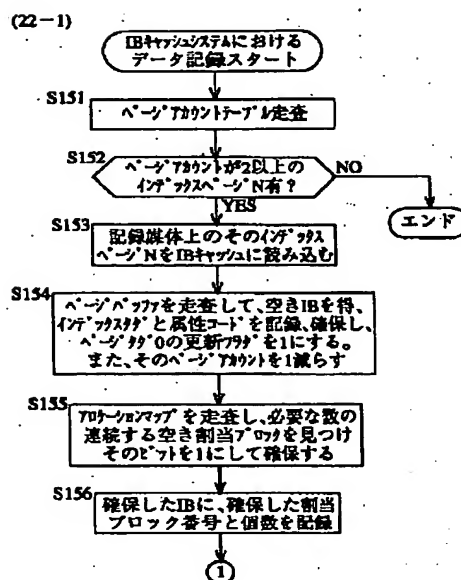 (22-1)
IBキャッシュシステムにおける
データ記録スタート
S151
ページアカウントテーブル走査
S152
ページアカウントが2以上の
インデックスページN有?
NO
YES
エンド
S153
記録媒体上のそのインデックス
ページNをIBキャッシュに読み込む
S154
ページバッファを走査して、空きIBを得、
インデックスタグと属性コードを記録、確保し、
ページタグ0の更新フラグを1にする。
また、そのページアカウントを1減らす
S155
アロケーションマップを走査し、必要な数の
連続する空き割当ブロックを見つけ
そのビットを1にして確保する
S156
確保したIBに、確保した割当
ブロック番号と個数を記録
1